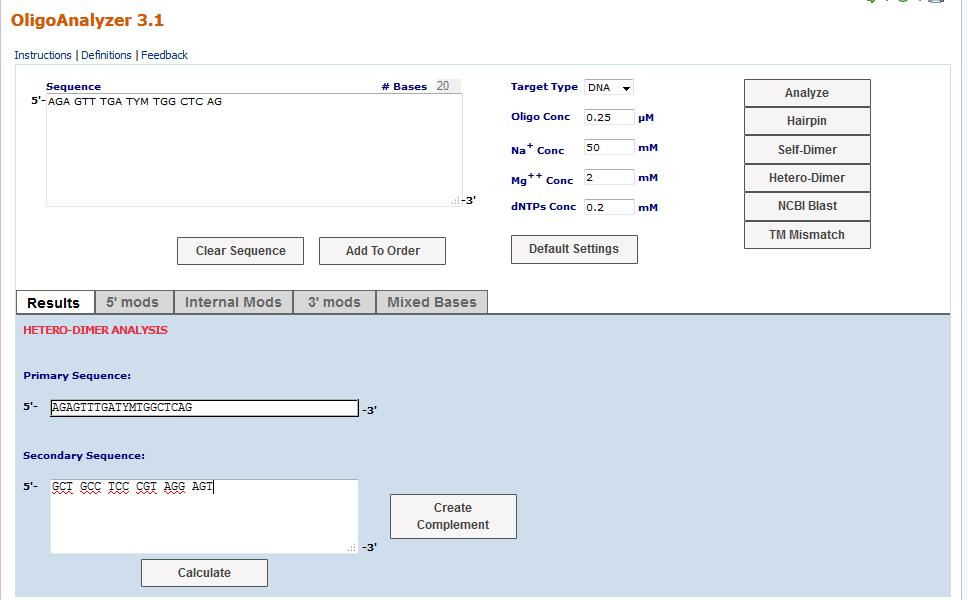 OligoAnalyzer 3.1
Instructions | Definitions | Feedback
Sequence # Bases 20
5'- AGA GTT TGA TYM TGG CTC AG
-3'
Clear Sequence Add To Order
Target Type DNA
Oligo Conc 0.25 µM
Na+ Conc 50 mM
Mg++ Conc 2 mM
dNTPs Conc 0.2 mM
Default Settings
Analyze
Hairpin
Self-Dimer
Hetero-Dimer
NCBI Blast
TM Mismatch
Results 5' mods Internal Mods 3' mods Mixed Bases
HETERO-DIMER ANALYSIS
Primary Sequence:
5'- AGAGTTTGATYMTGGCTCAG -3'
Secondary Sequence:
5'- GCT GCC TCC CGT AGG AGT
-3'
Create
Complement
Calculate